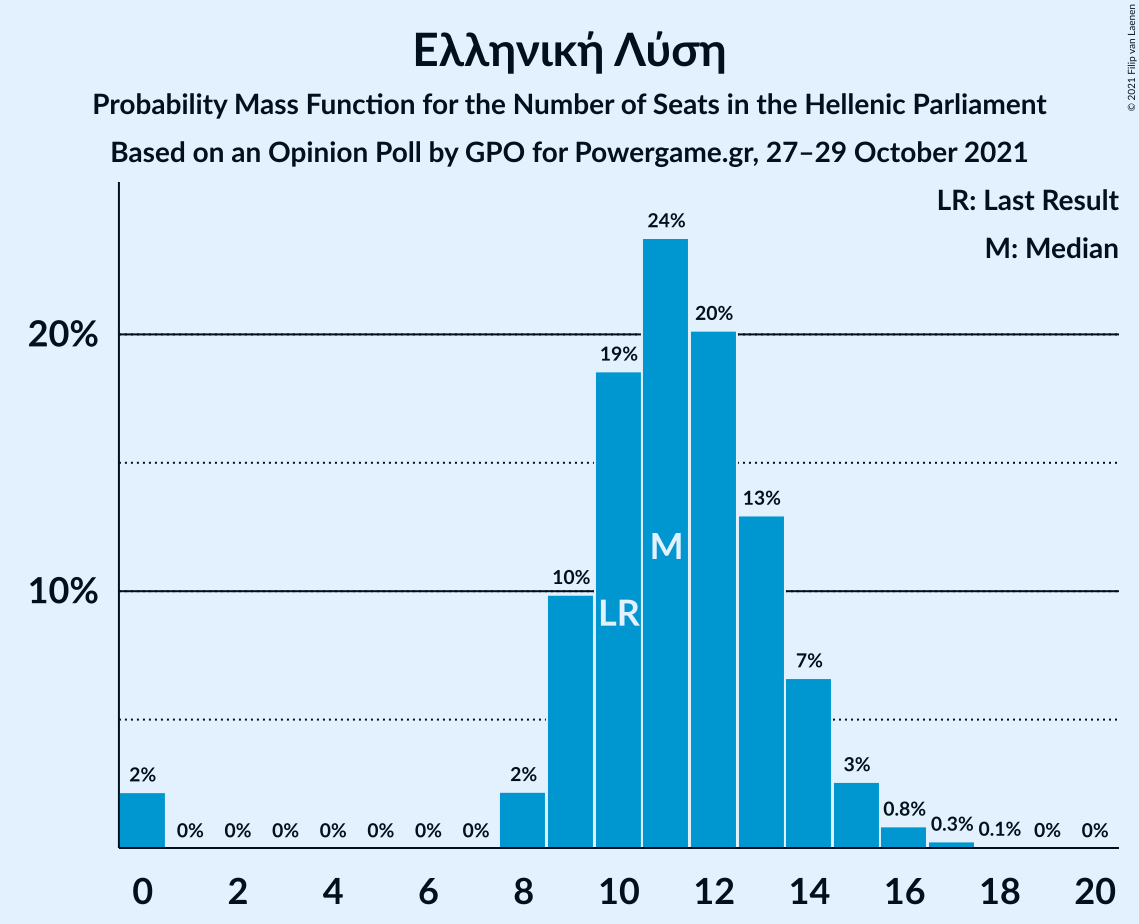 © 2021 Filip van Laenen
Ελληνική Λύση
Probability Mass Function for the Number of Seats in the Hellenic Parliament
Based on an Opinion Poll by GPO for Powergame.gr, 27–29 October 2021
LR: Last Result
M: Median
24%
20%
20%
19%
13%
M
10%
10%
LR
7%
3%
2%
2%
0.8%
0.3%
0.1%
0% 0% 0% 0% 0% 0% 0% 0% 0%
0 2 4 6 8 10 12 14 16 18 20